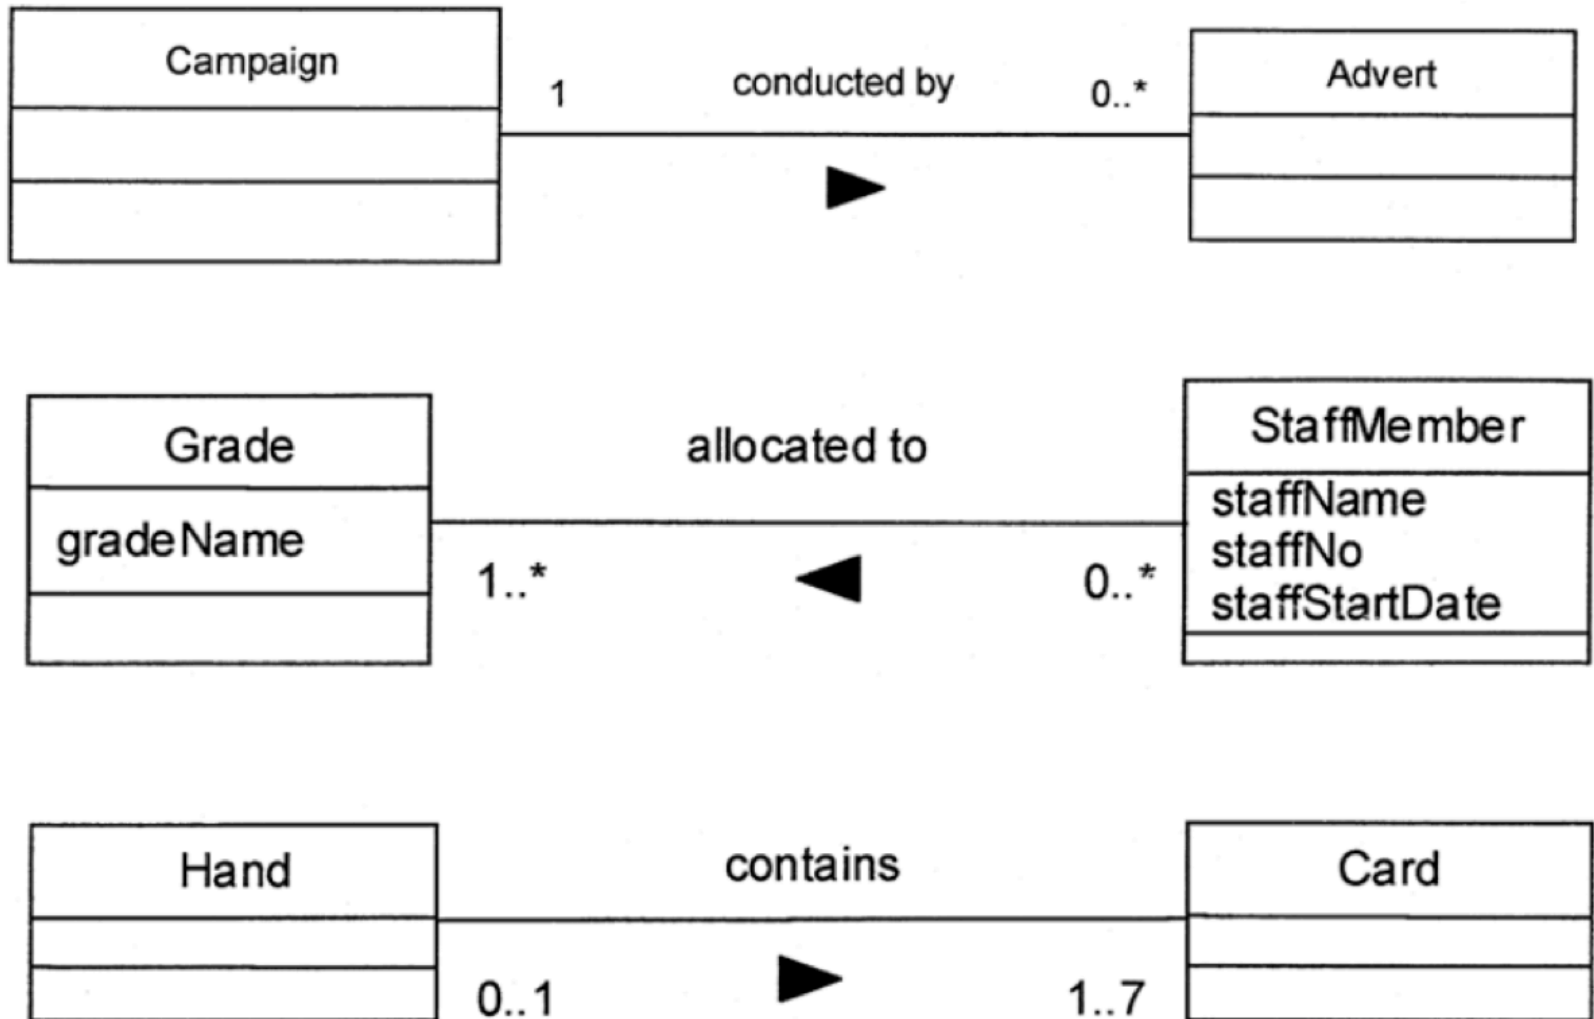 Campaign
1
conducted by
0..*
Advert
Grade
gradeName
allocated to
1..*
0..*
StaffMember
staffName
staffNo
staffStartDate
Hand
contains
0..1
1..7
Card